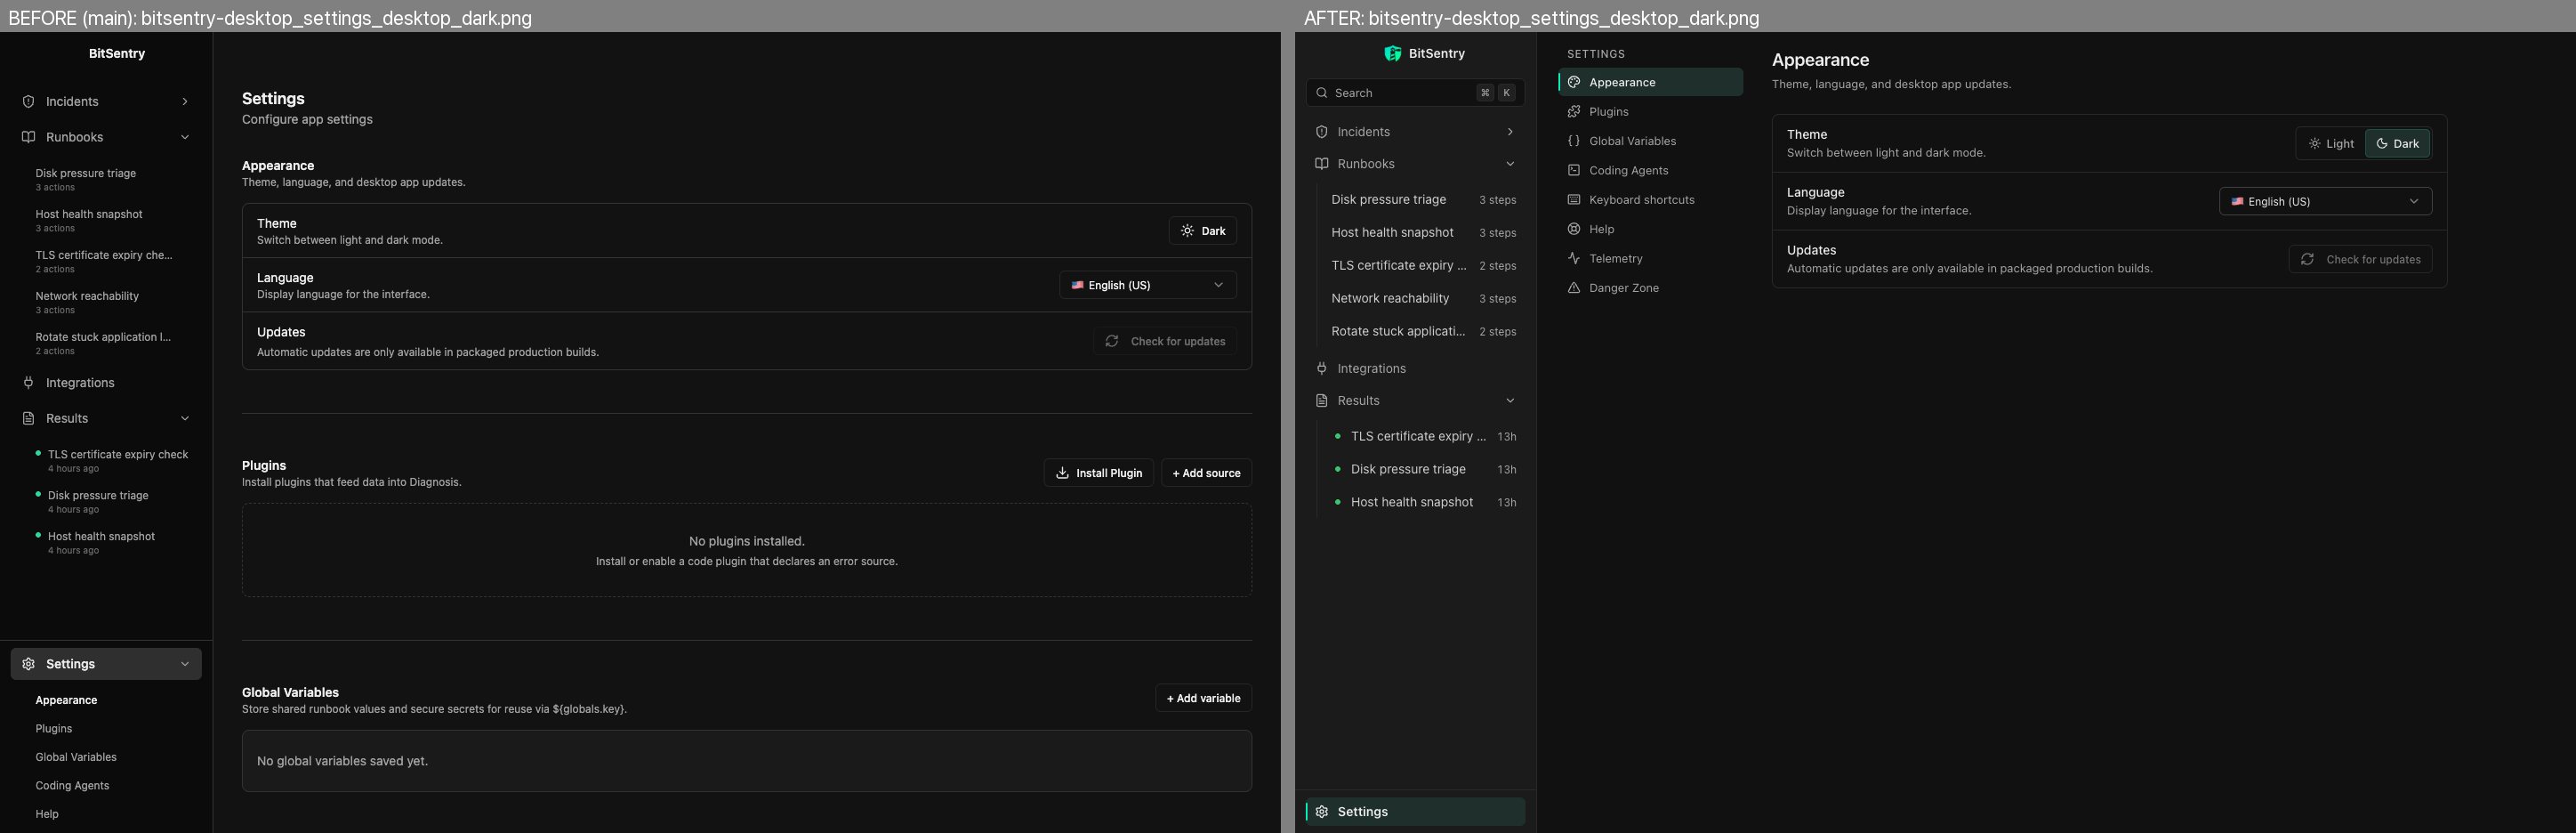 BEFORE (main): bitsentry-desktop_settings_desktop_dark.png
BitSentry
Incidents
Runbooks
Disk pressure triage
3 actions
Host health snapshot
3 actions
TLS certificate expiry che...
2 actions
Network reachability
3 actions
Rotate stuck application l...
2 actions
Integrations
Results
TLS certificate expiry check
4 hours ago
Disk pressure triage
4 hours ago
Host health snapshot
4 hours ago
Settings
Appearance
Plugins
Global Variables
Coding Agents
Help
Settings
Configure app settings
Appearance
Theme, language, and desktop app updates.
Theme
Switch between light and dark mode.
Dark
Language
Display language for the interface.
English (US)
Updates
Automatic updates are only available in packaged production builds.
Check for updates
Plugins
Install plugins that feed data into Diagnosis.
Install Plugin
+ Add source
No plugins installed.
Install or enable a code plugin that declares an error source.
Global Variables
Store shared runbook values and secure secrets for reuse via ${globals.key}.
+ Add variable
No global variables saved yet.
AFTER: bitsentry-desktop_settings_desktop_dark.png
BitSentry
Search ⌘ K
Incidents
Runbooks
Disk pressure triage 3 steps
Host health snapshot 3 steps
TLS certificate expiry ... 2 steps
Network reachability 3 steps
Rotate stuck applicati... 2 steps
Integrations
Results
TLS certificate expiry ... 13h
Disk pressure triage 13h
Host health snapshot 13h
Settings
SETTINGS
Appearance
Plugins
Global Variables
Coding Agents
Keyboard shortcuts
Help
Telemetry
Danger Zone
Appearance
Theme, language, and desktop app updates.
Theme
Switch between light and dark mode.
Light
Dark
Language
Display language for the interface.
English (US)
Updates
Automatic updates are only available in packaged production builds.
Check for updates